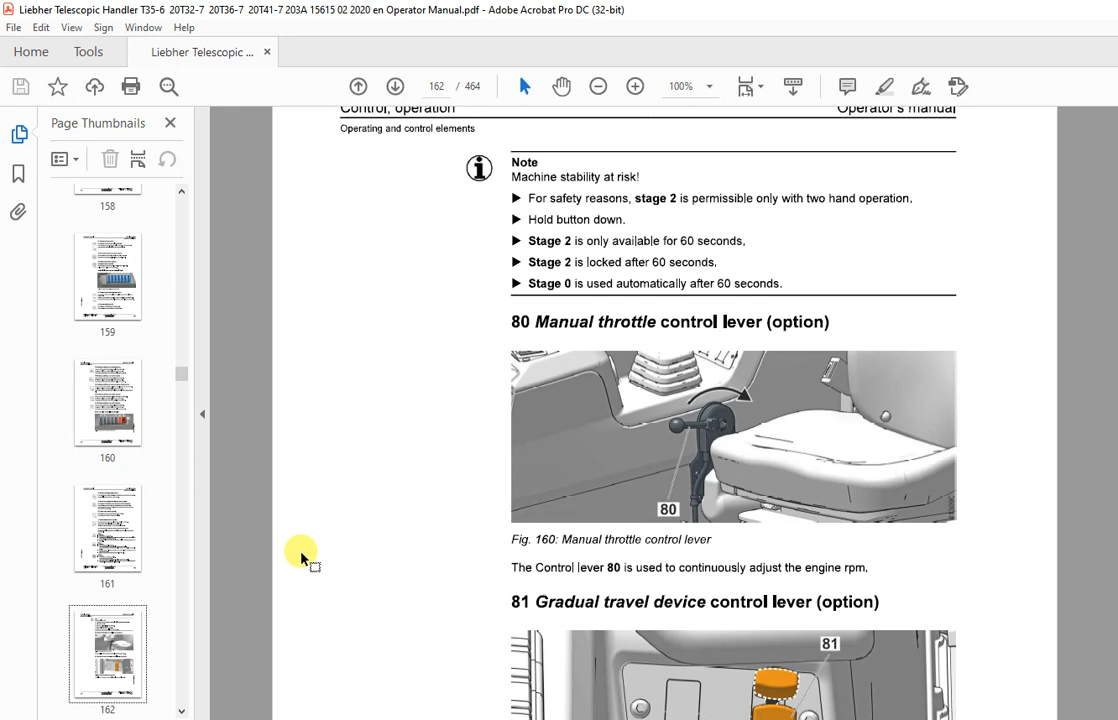 Liebher Telescopic Handler T35-6 20T32-7 20T36-7 20T41-7 203A 15615 02 2020 en Operator Manual.pdf - Adobe Acrobat Pro DC (32-bit)
File Edit View Sign Window Help
Home Tools Liebher Telescopic ... ×
162 / 464 100%
Page Thumbnails
158
159
160
161
162
Control, operation Operator's manual
Operating and control elements
Note
Machine stability at risk!
For safety reasons, stage 2 is permissible only with two hand operation,
Hold button down.
Stage 2 is only available for 60 seconds,
Stage 2 is locked after 60 seconds,
Stage 0 is used automatically after 60 seconds.
80 Manual throttle control lever (option)
80
Fig. 160: Manual throttle control lever
The Control lever 80 is used to continuously adjust the engine rpm,
81 Gradual travel device control lever (option)
81